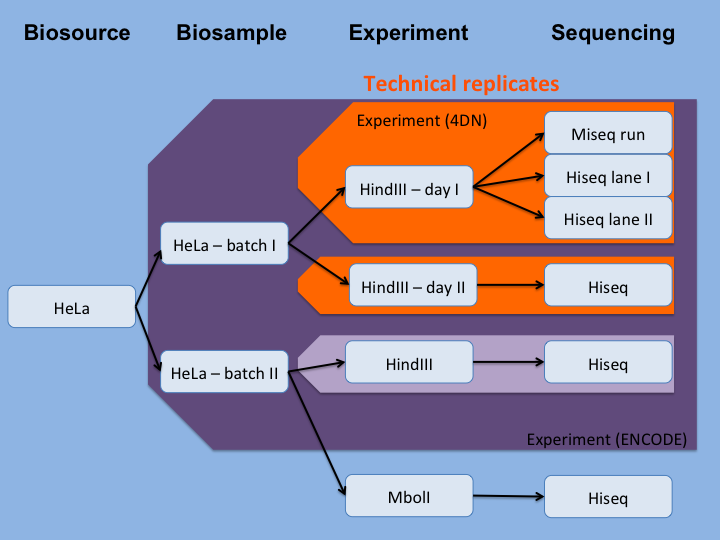 Biosource Biosample Experiment Sequencing
Technical replicates
Experiment (4DN)
Miseq run
HindIII – day I
Hiseq lane I
Hiseq lane II
HeLa – batch I
HindIII – day II
Hiseq
HeLa
HeLa – batch II
HindIII
Hiseq
Experiment (ENCODE)
MboII
Hiseq